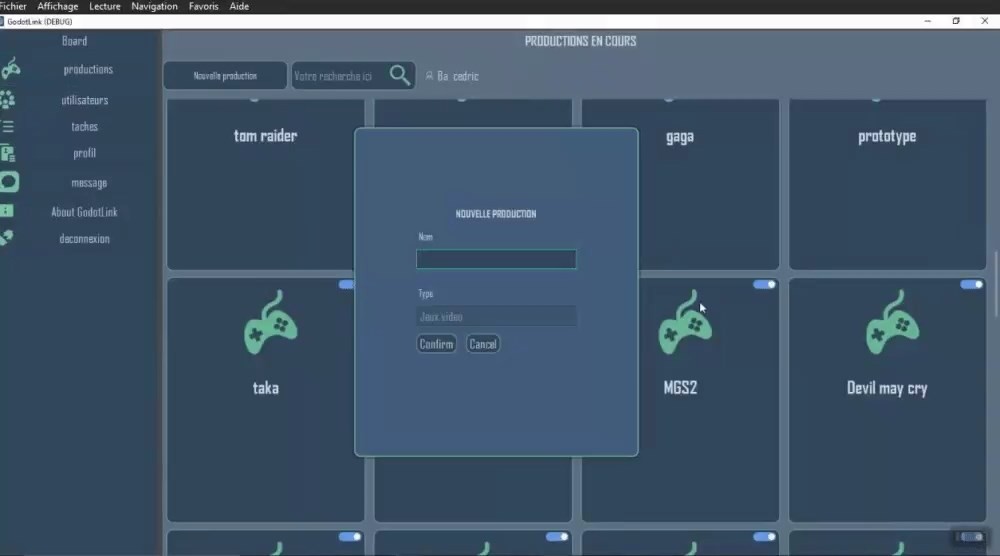 Fichier Affichage Lecture Navigation Favoris Aide
GodotLink (DEBUG)
Board
productions
utilisateurs
taches
profil
message
About GodotLink
deconnexion
PRODUCTIONS EN COURS
Nouvelle production
Votre recherche ici
Ba cedric
tom raider
gaga
prototype
NOUVELLE PRODUCTION
Nom
Type
Jeux video
Confirm
Cancel
taka
MGS2
Devil may cry